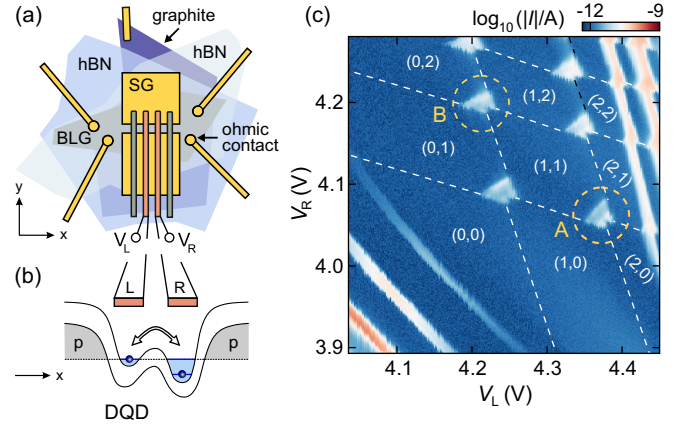 (a)
graphite
hBN
hBN
SG
BLG
ohmic
contact
y
x
V_L
V_R
(b)
L
R
p
p
x
DQD
(c)
log₁₀(|I|/A)
-12
-9
(0,2)
B
(1,2)
(2,2)
(0,1)
(1,1)
(2,1)
A
(0,0)
(1,0)
(2,0)
4.2
4.1
4.0
3.9
V_R (V)
4.1
4.2
4.3
4.4
V_L (V)